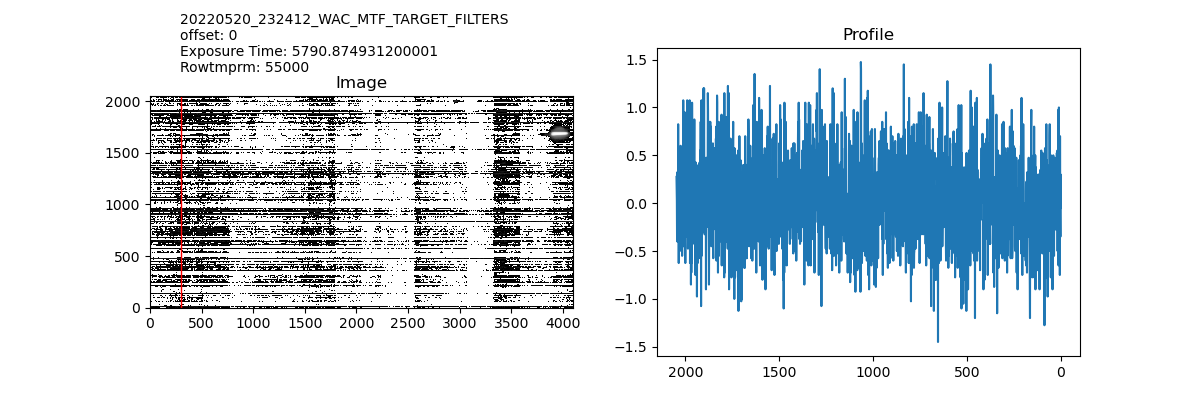 20220520_232412_WAC_MTF_TARGET_FILTERS
offset: 0
Exposure Time: 5790.874931200001
Rowtmprm: 55000
Image
2000
1500
1000
500
0
0 500 1000 1500 2000 2500 3000 3500 4000
Profile
1.5
1.0
0.5
0.0
−0.5
−1.0
−1.5
2000 1500 1000 500 0